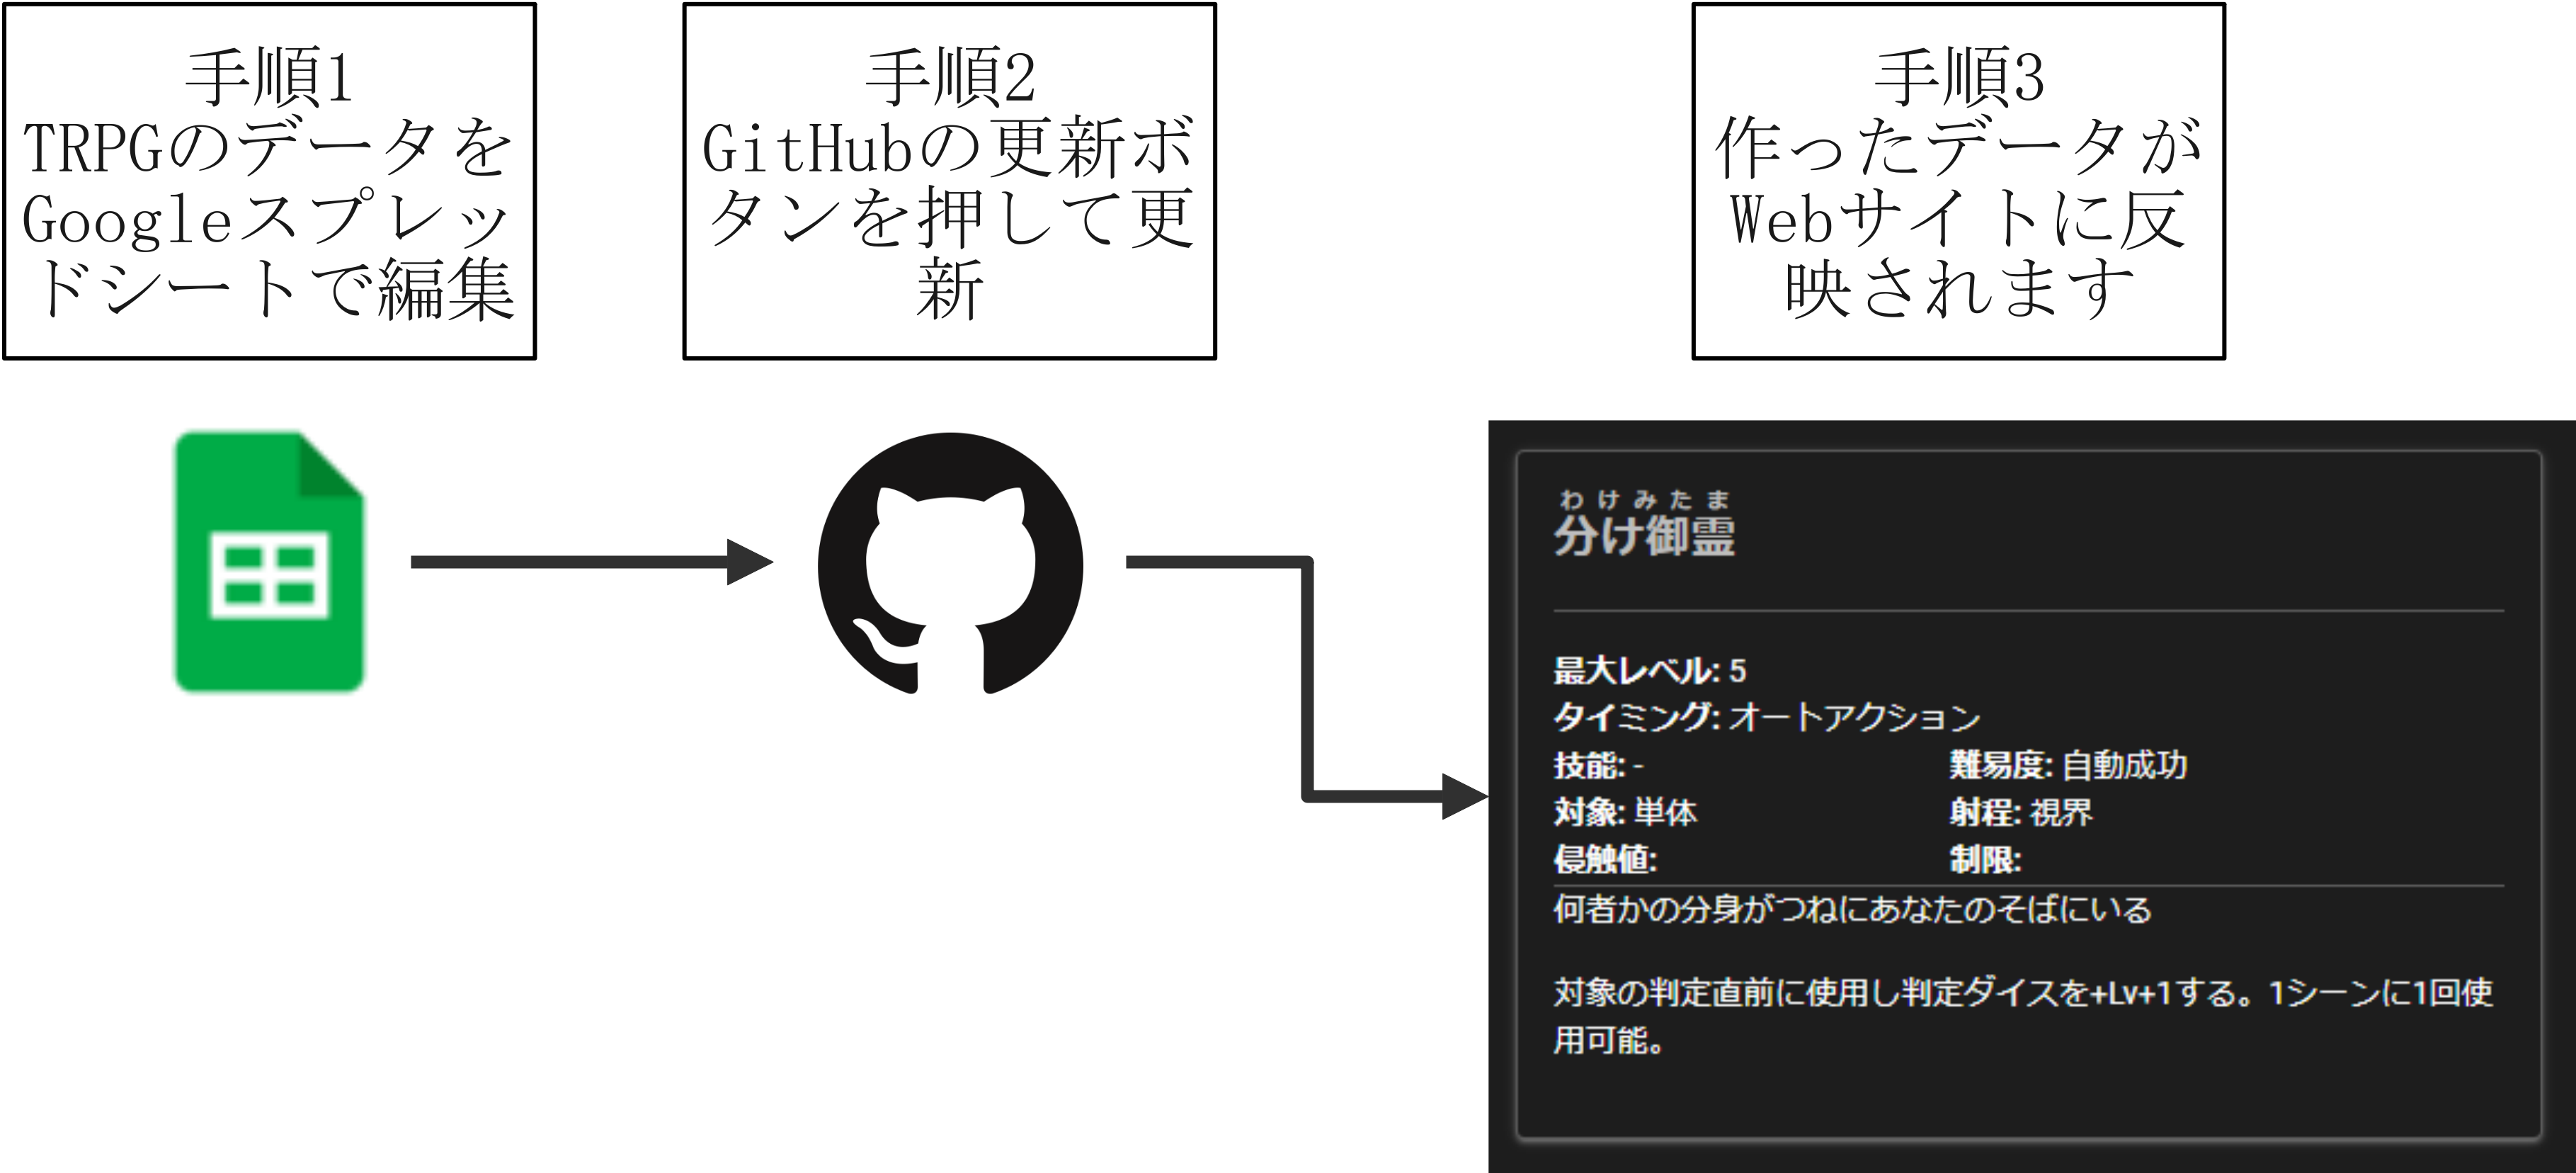 手順1
TRPGのデータを
Googleスプレッ
ドシートで編集
手順2
GitHubの更新ボ
タンを押して更
新
手順3
作ったデータが
Webサイトに反
映されます
わけみたま
分け御霊
最大レベル: 5
タイミング: オートアクション
技能: - 難易度: 自動成功
対象: 単体 射程: 視界
侵触値: 制限:
何者かの分身がつねにあなたのそばにいる
対象の判定直前に使用し判定ダイスを+Lv+1する。1シーンに1回使
用可能。